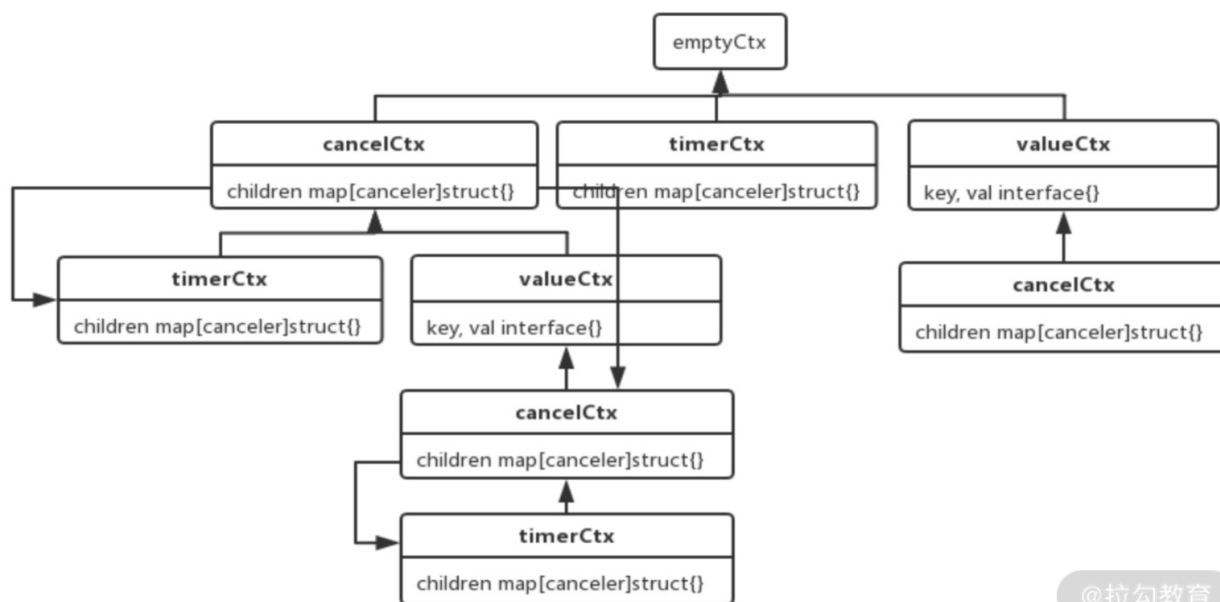 emptyCtx
cancelCtx
children map[canceler]struct{}
timerCtx
children map[canceler]struct{}
valueCtx
key, val interface{}
timerCtx
children map[canceler]struct{}
valueCtx
key, val interface{}
cancelCtx
children map[canceler]struct{}
cancelCtx
children map[canceler]struct{}
timerCtx
children map[canceler]struct{}
@拉勾教育